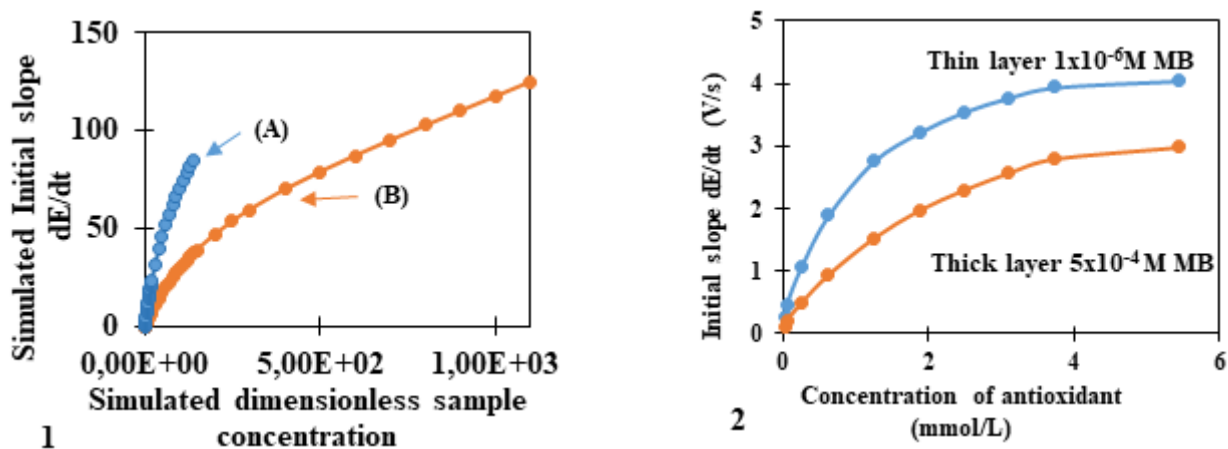 Simulated Initial slope
dE/dt
150
100
50
0
(A)
(B)
0,00E+00 5,00E+02 1,00E+03
Simulated dimensionless sample
concentration
1
Initial slope dE/dt (V/s)
5
4
3
2
1
0
Thin layer 1x10⁻⁶M MB
Thick layer 5x10⁻⁴ M MB
0 2 4 6
Concentration of antioxidant
(mmol/L)
2